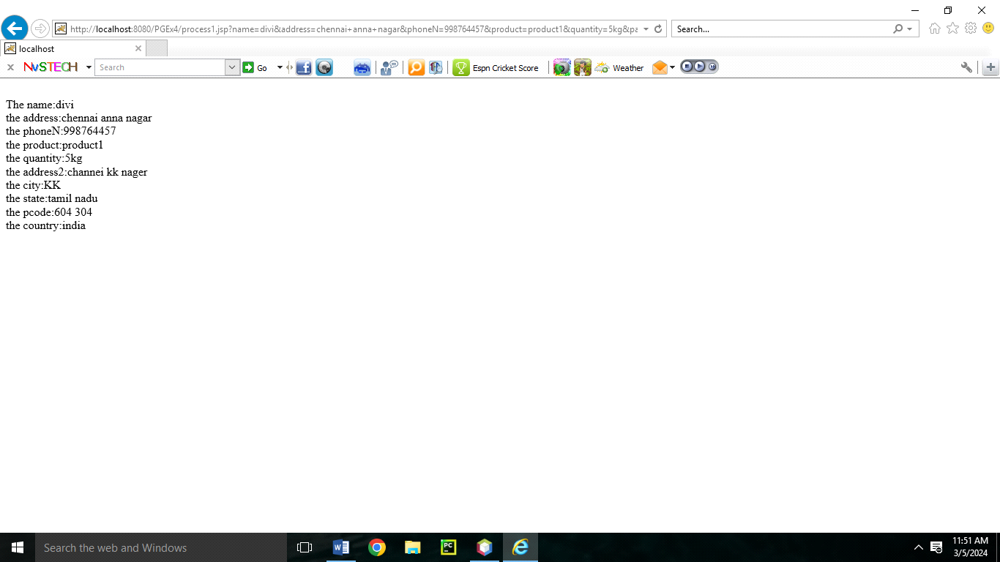 http://localhost:8080/PGEx4/process1.jsp?name=divi&address=chennai+anna+nagar&phoneN=998764457&product=product1&quantity=5kg&pa
Search...
localhost
NVSTECH
Search
Go
Espn Cricket Score
Weather
The name:divi
the address:chennai anna nagar
the phoneN:998764457
the product:product1
the quantity:5kg
the address2:channei kk nager
the city:KK
the state:tamil nadu
the pcode:604 304
the country:india
Search the web and Windows
PC
11:51 AM
3/5/2024